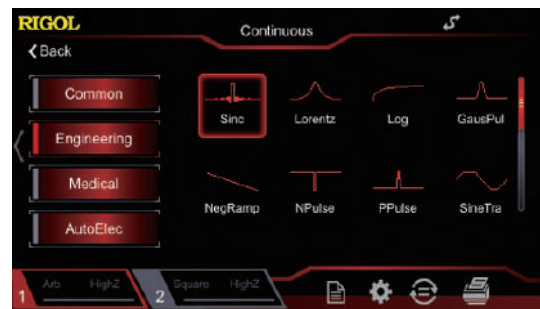 RIGOL
Continuous
Back
Common
Engineering
Medical
AutoElec
Sinc Lorentz Log GausPul
NegRamp NPulse PPulse SineTra
1 Arb HighZ
2 Square HighZ